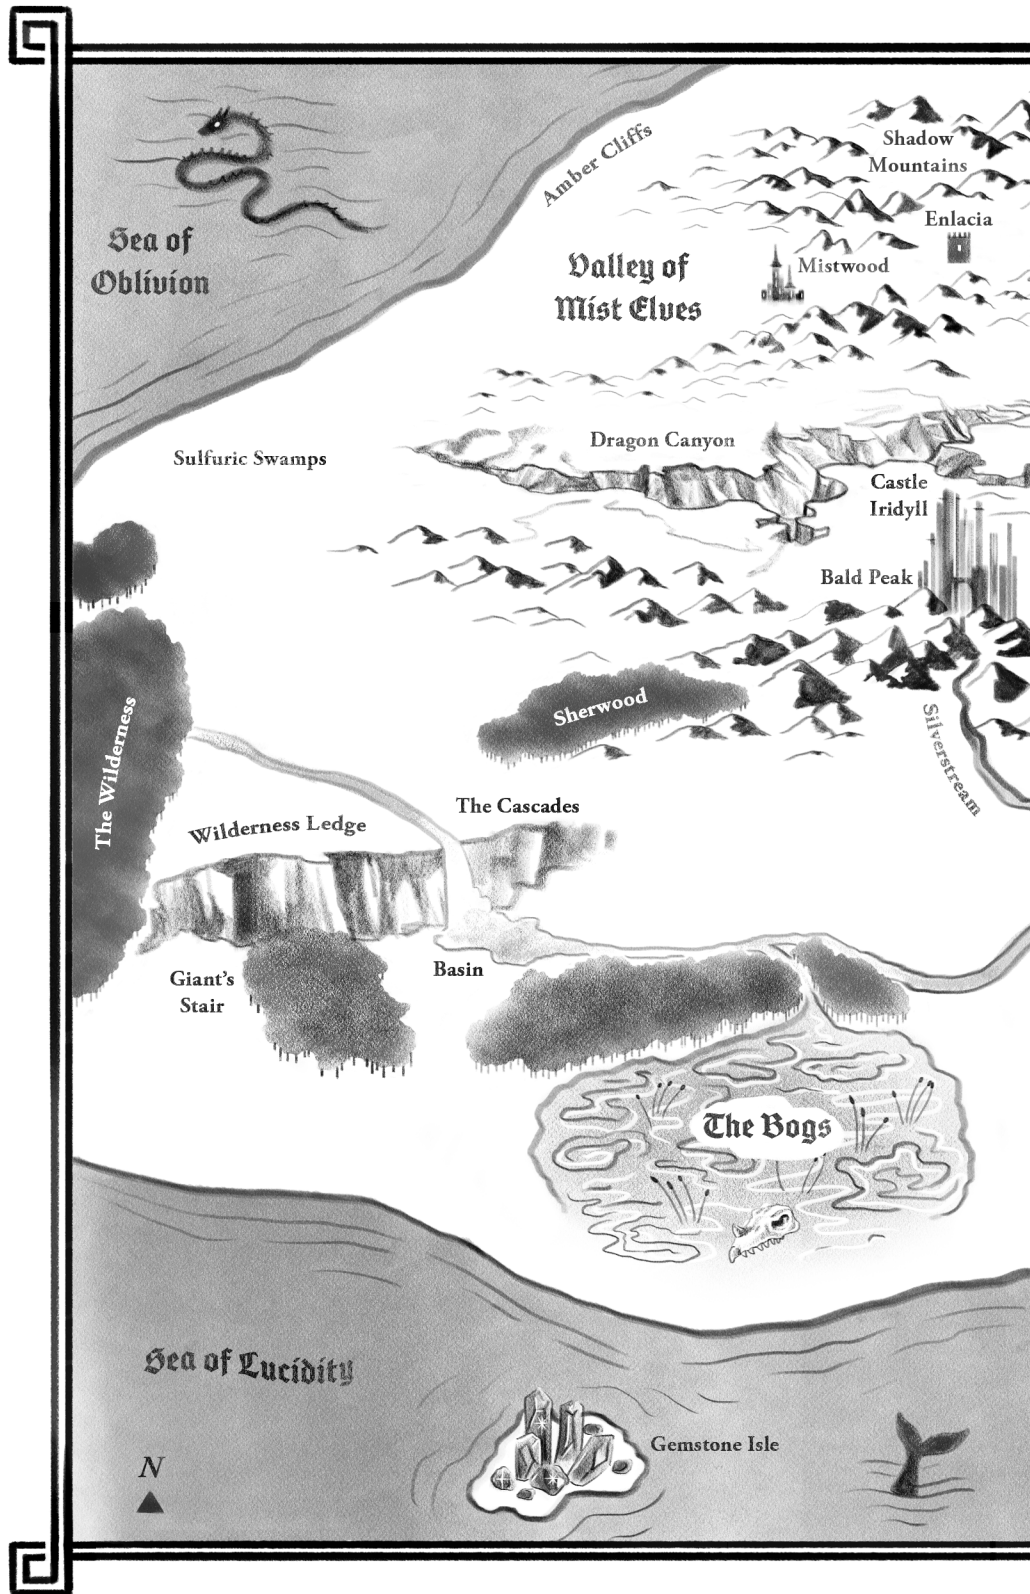 Shadow
Mountains
Amber Cliffs
Enlacia
Sea of
Oblivion
Valley of
Mist Elves
Mistwood
Dragon Canyon
Sulfuric Swamps
Castle
Iridyll
Bald Peak
Sherwood
Silverstream
The Wilderness
The Cascades
Wilderness Ledge
Giant's
Stair
Basin
The Bogs
Sea of Lucidity
Gemstone Isle
N